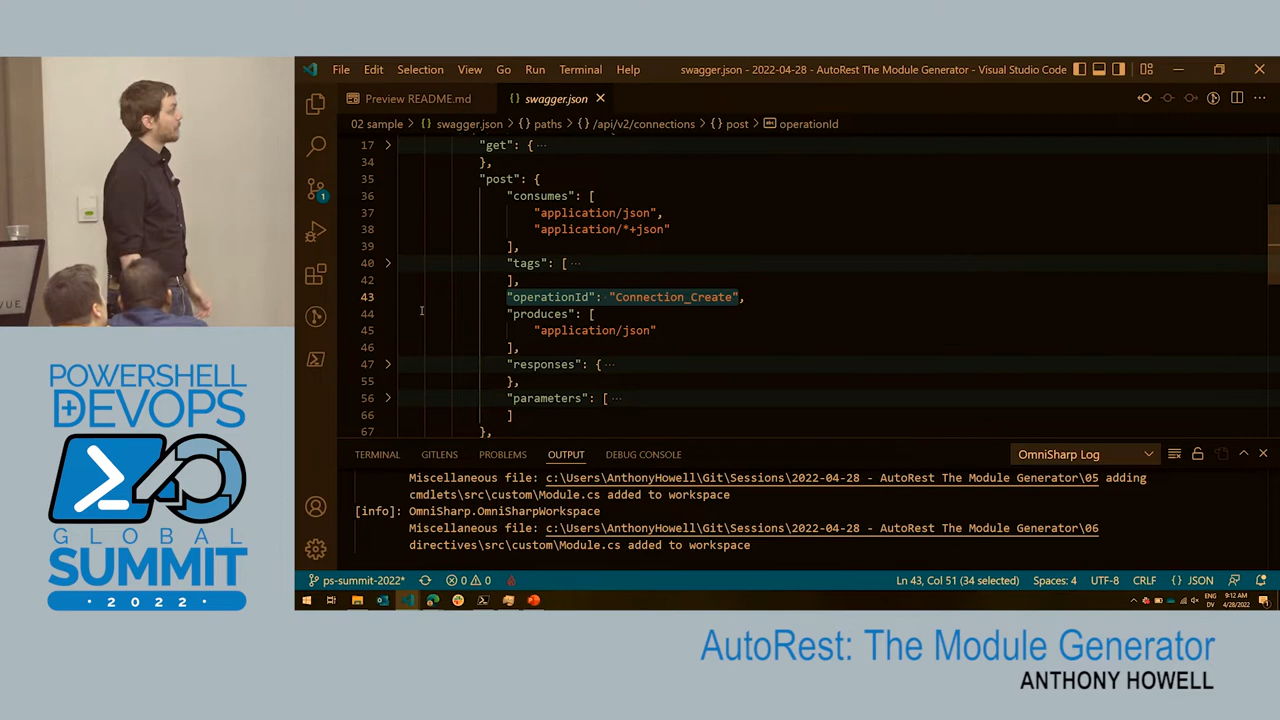 File Edit Selection View Go Run Terminal Help
swagger.json - 2022-04-28 - AutoRest The Module Generator - Visual Studio Code
Preview README.md
{} swagger.json
02 sample > {} swagger.json > {} paths > {} /api/v2/connections > {} post > operationId
17 "get": { ...
34 },
35 "post": {
36 "consumes": [
37 "application/json",
38 "application/*+json"
39 ],
40 "tags": [ ...
42 ],
43 "operationId": "Connection_Create",
44 "produces": [
45 "application/json"
46 ],
47 "responses": { ...
55 },
56 "parameters": [ ...
66 ]
67 },
TERMINAL GITLENS PROBLEMS OUTPUT DEBUG CONSOLE
OmniSharp Log
Miscellaneous file: c:\Users\AnthonyHowell\Git\Sessions\2022-04-28 - AutoRest The Module Generator\05 adding
cmdlets\src\custom\Module.cs added to workspace
[info]: OmniSharp.OmniSharpWorkspace
Miscellaneous file: c:\Users\AnthonyHowell\Git\Sessions\2022-04-28 - AutoRest The Module Generator\06
directives\src\custom\Module.cs added to workspace
ps-summit-2022* 0 0 Ln 43, Col 51 (34 selected) Spaces: 4 UTF-8 CRLF {} JSON
ENG
DV
9:12 AM
4/28/2022
VUE
POWERSHELL
+DEVOPS
GLOBAL
SUMMIT
· 2022 ·
AutoRest: The Module Generator
ANTHONY HOWELL